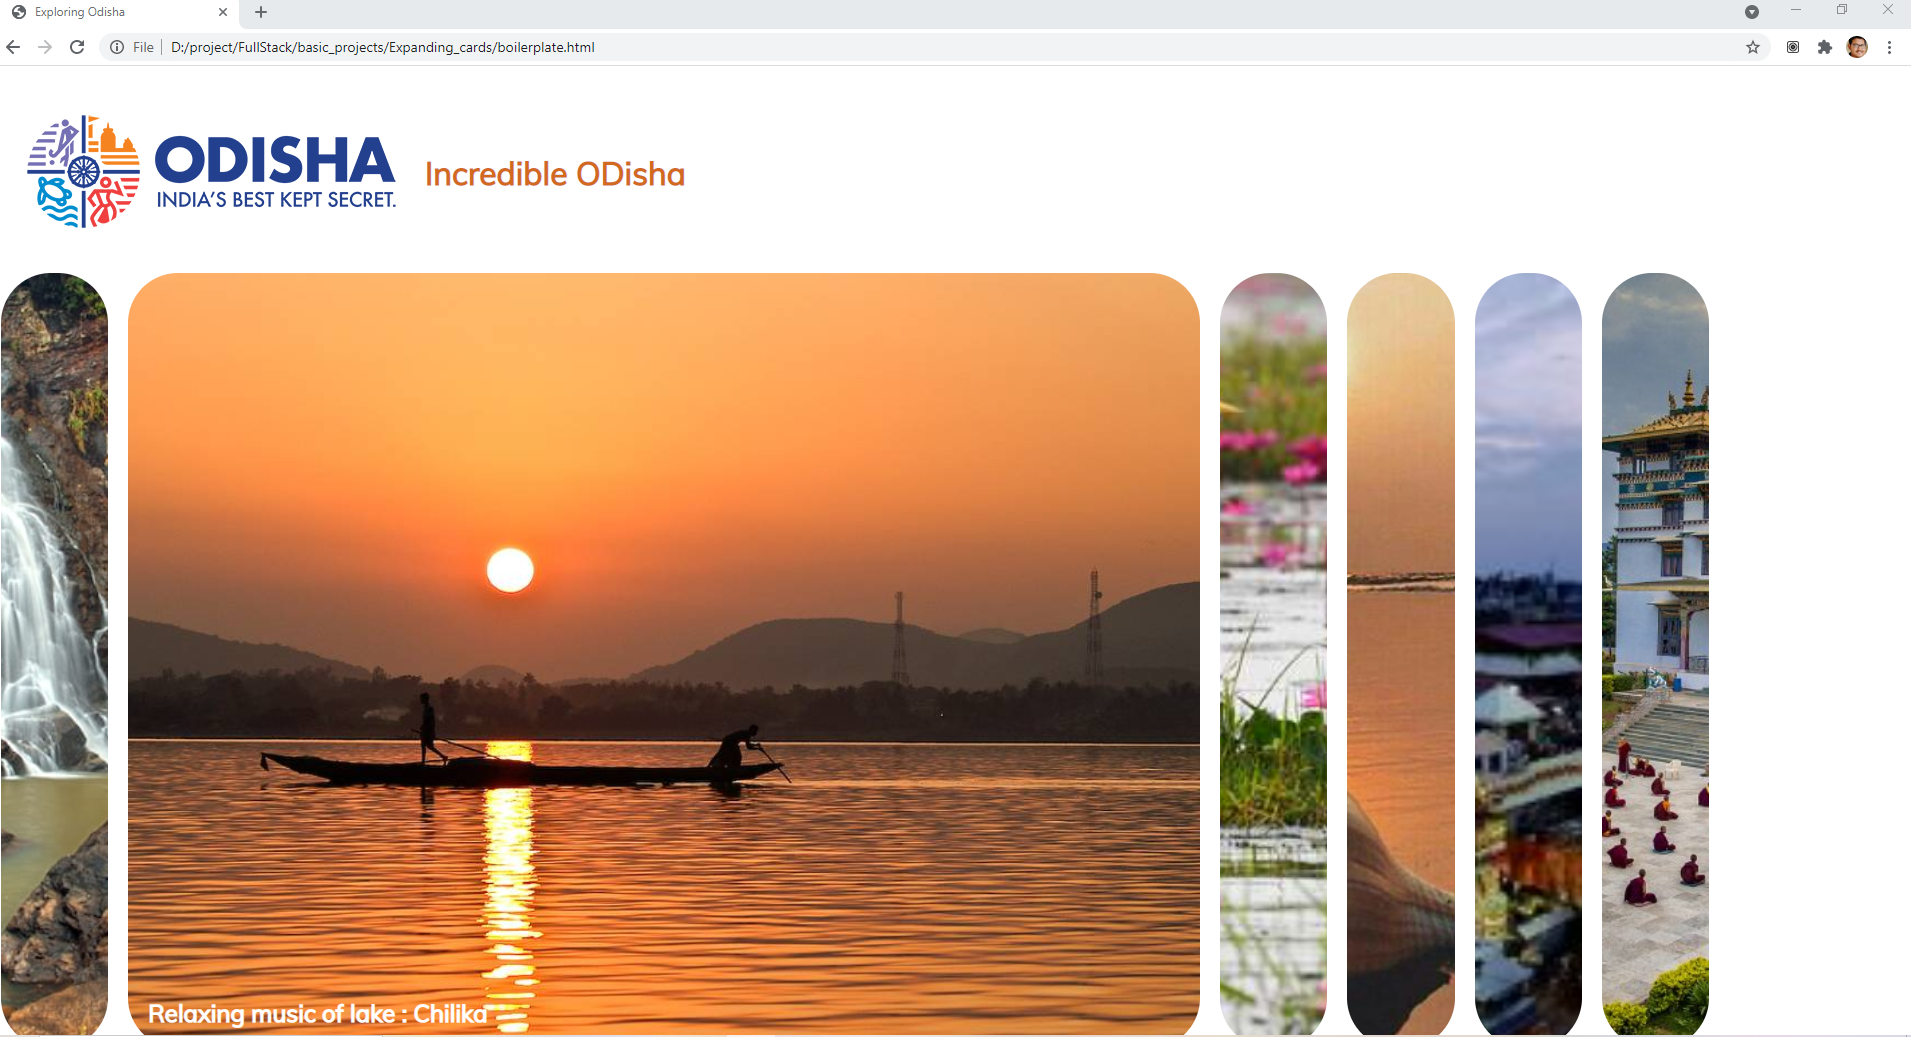 Exploring Odisha
File
D:/project/FullStack/basic_projects/Expanding_cards/boilerplate.html
ODISHA
INDIA'S BEST KEPT SECRET.
Incredible ODisha
Relaxing music of lake : Chilika